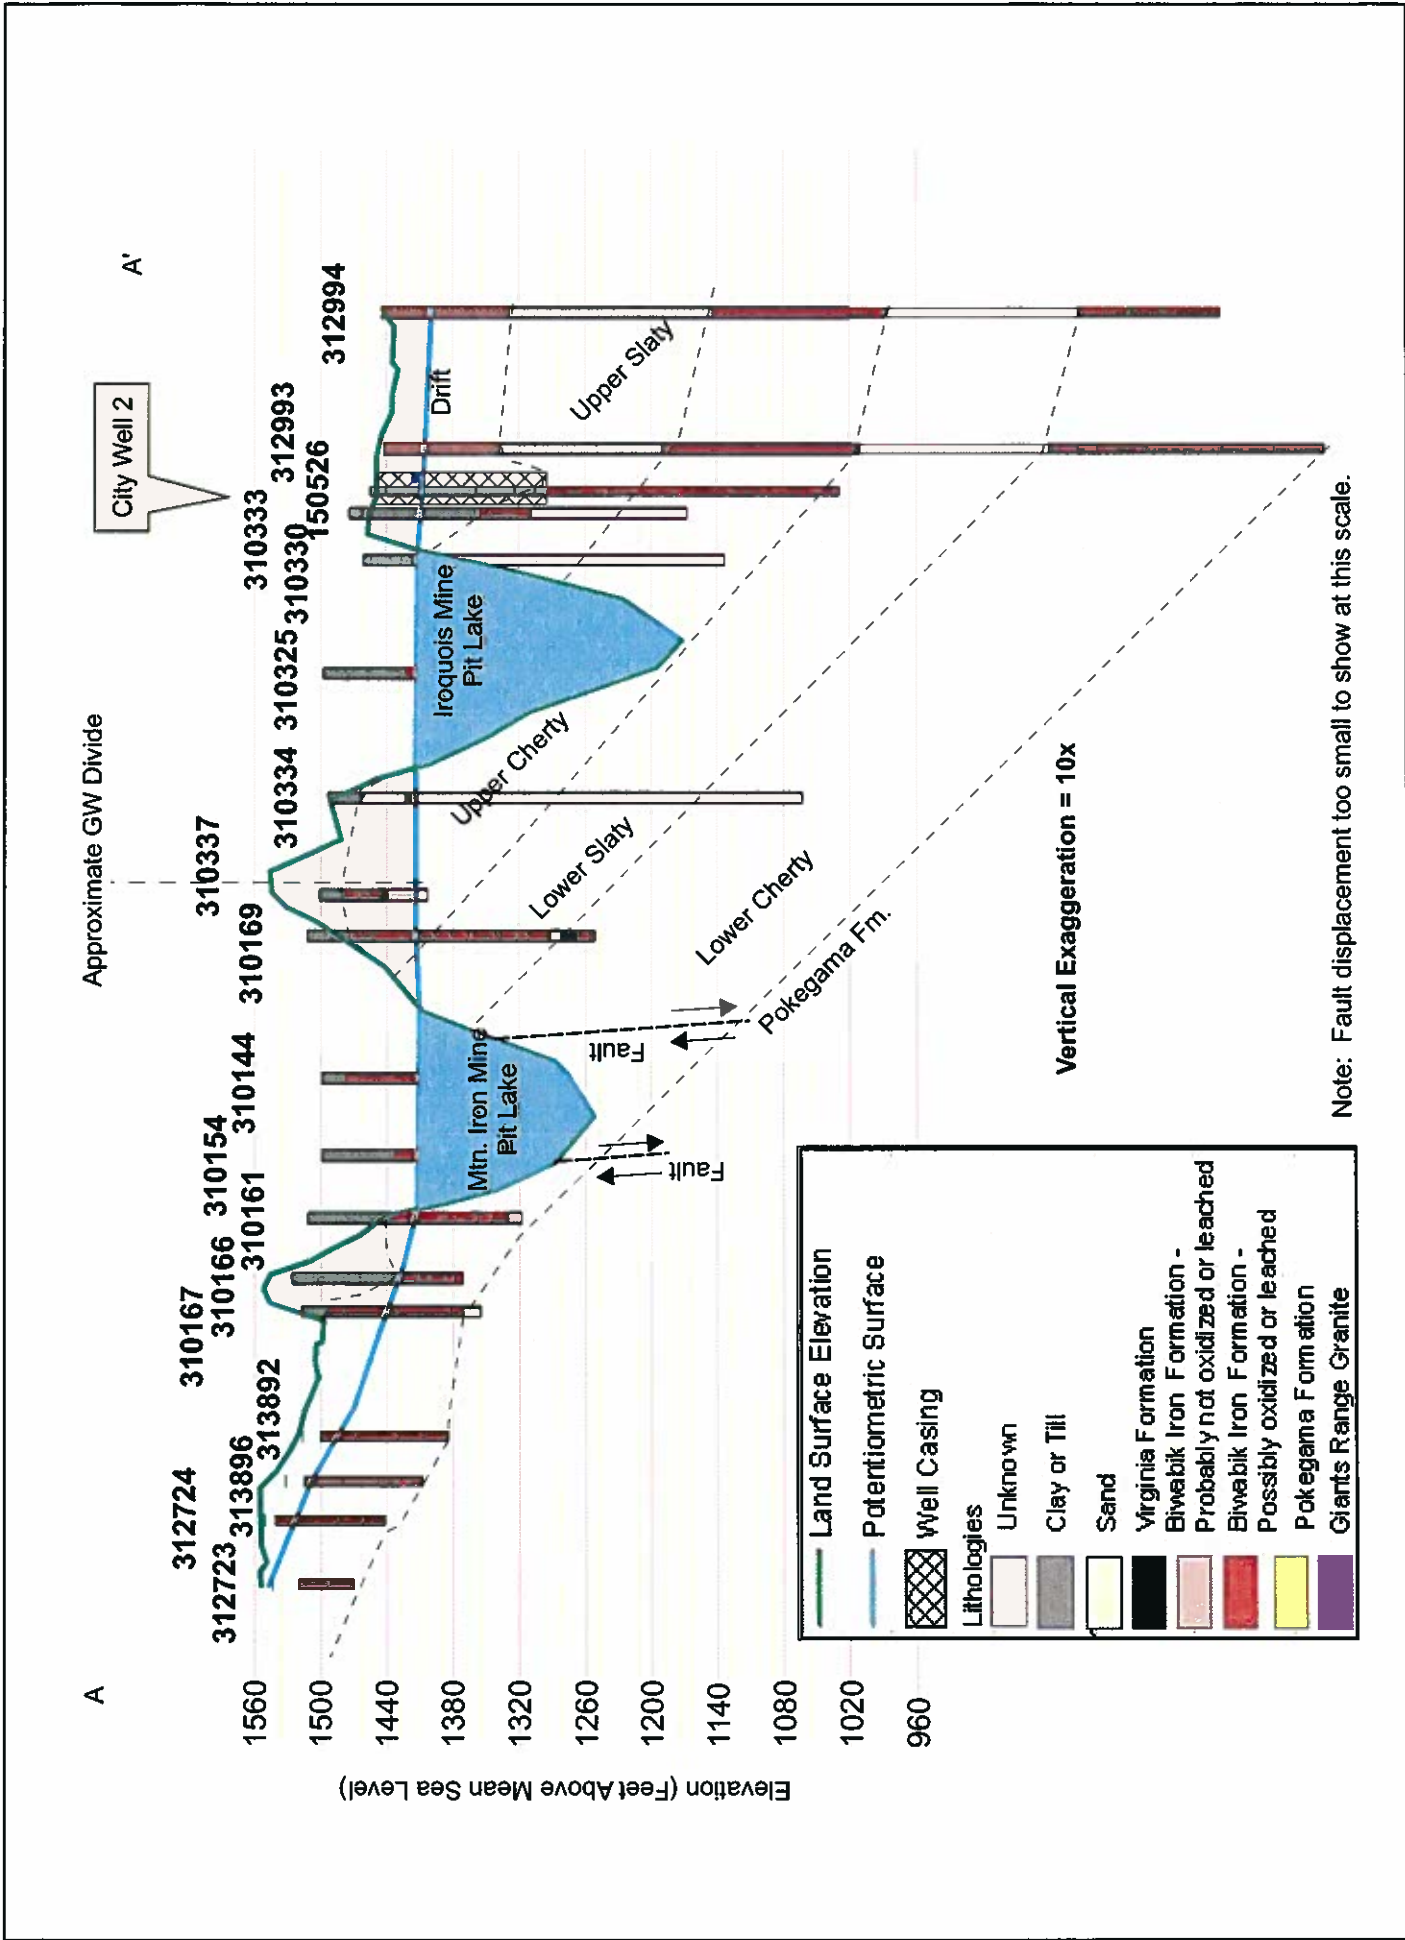 A
A'
Approximate GW Divide
City Well 2
312723
312724
313896
313892
310167
310166
310161
310154
310144
310169
310337
310334
310325
310330
310333
150526
312993
312994
Elevation (Feet Above Mean Sea Level)
1560
1500
1440
1380
1320
1260
1200
1140
1080
1020
960
Mtn. Iron Mine
Pit Lake
Iroquois Mine
Pit Lake
Drift
Upper Slaty
Upper Cherty
Lower Slaty
Lower Cherty
Pokegama Fm.
Fault
Fault
Vertical Exaggeration = 10x
Note: Fault displacement too small to show at this scale.
Land Surface Elevation
Potentiometric Surface
Well Casing
Lithologies
Unknown
Clay or Till
Sand
Virginia Formation
Biwabik Iron Formation -
Probably not oxidized or leached
Biwabik Iron Formation -
Possibly oxidized or leached
Pokegama Formation
Giants Range Granite